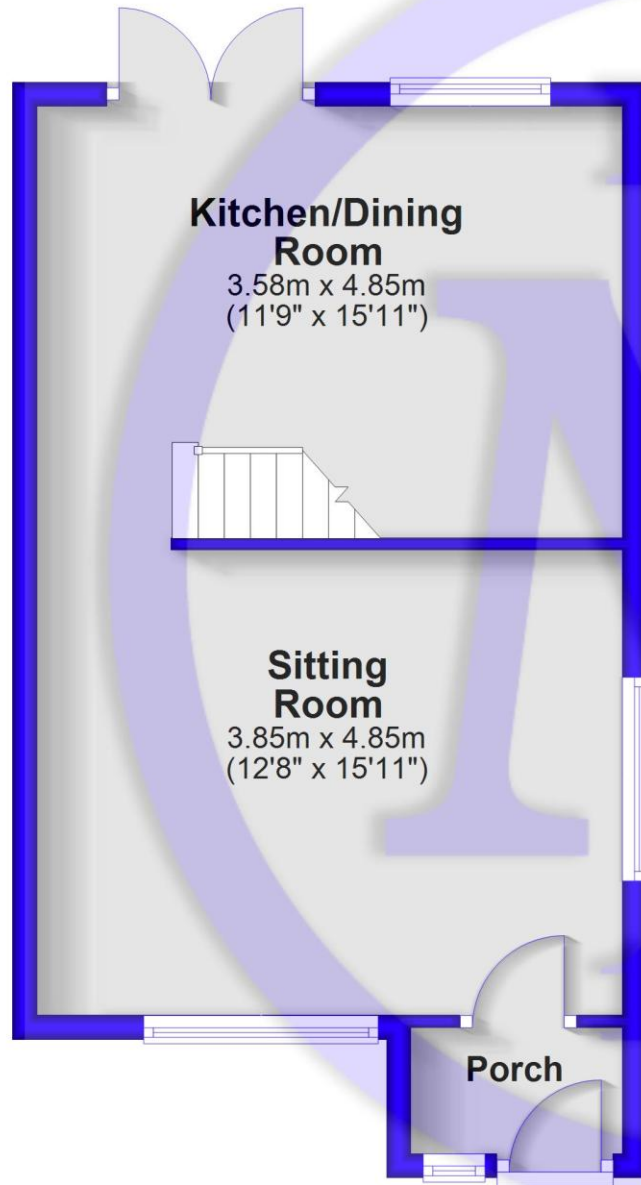 Kitchen/Dining
Room
3.58m x 4.85m
(11'9" x 15'11")
Sitting
Room
3.85m x 4.85m
(12'8" x 15'11")
Porch